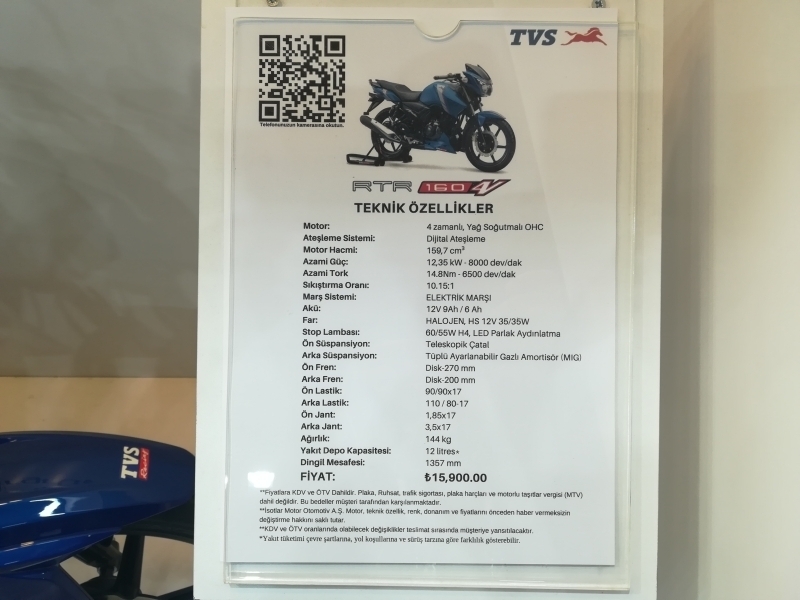 TVS
Telefonunuzun kamerasına okutun.
RTR 160 4V
TEKNİK ÖZELLİKLER
Motor: 4 zamanlı, Yağ Soğutmalı OHC
Ateşleme Sistemi: Dijital Ateşleme
Motor Hacmi: 159,7 cm³
Azami Güç: 12,35 kW - 8000 dev/dak
Azami Tork 14.8Nm - 6500 dev/dak
Sıkıştırma Oranı: 10.15:1
Marş Sistemi: ELEKTRİK MARŞI
Akü: 12V 9Ah / 6 Ah
Far: HALOJEN, HS 12V 35/35W
Stop Lambası: 60/55W H4, LED Parlak Aydınlatma
Ön Süspansiyon: Teleskopik Çatal
Arka Süspansiyon: Tüplü Ayarlanabilir Gazlı Amortisör (MIG)
Ön Fren: Disk-270 mm
Arka Fren: Disk-200 mm
Ön Lastik: 90/90x17
Arka Lastik: 110 / 80-17
Ön Jant: 1,85x17
Arka Jant: 3,5x17
Ağırlık: 144 kg
Yakıt Depo Kapasitesi: 12 litres*
Dingil Mesafesi: 1357 mm
FİYAT: ₺15,900.00
**Fiyatlara KDV ve ÖTV Dahildir. Plaka, Ruhsat, trafik sigortası, plaka harçları ve motorlu taşıtlar vergisi (MTV)
dahil değildir. Bu bedeller müşteri tarafından karşılanmaktadır.
**İsotlar Motor Otomotiv A.Ş. Motor, teknik özellik, renk, donanım ve fiyatlarını önceden haber vermeksizin
değiştirme hakkını saklı tutar.
**KDV ve ÖTV oranlarında olabilecek değişiklikler teslimat sırasında müşteriye yansıtılacaktır.
*Yakıt tüketimi çevre şartlarına, yol koşullarına ve sürüş tarzına göre farklılık gösterebilir.
TVS
Racing